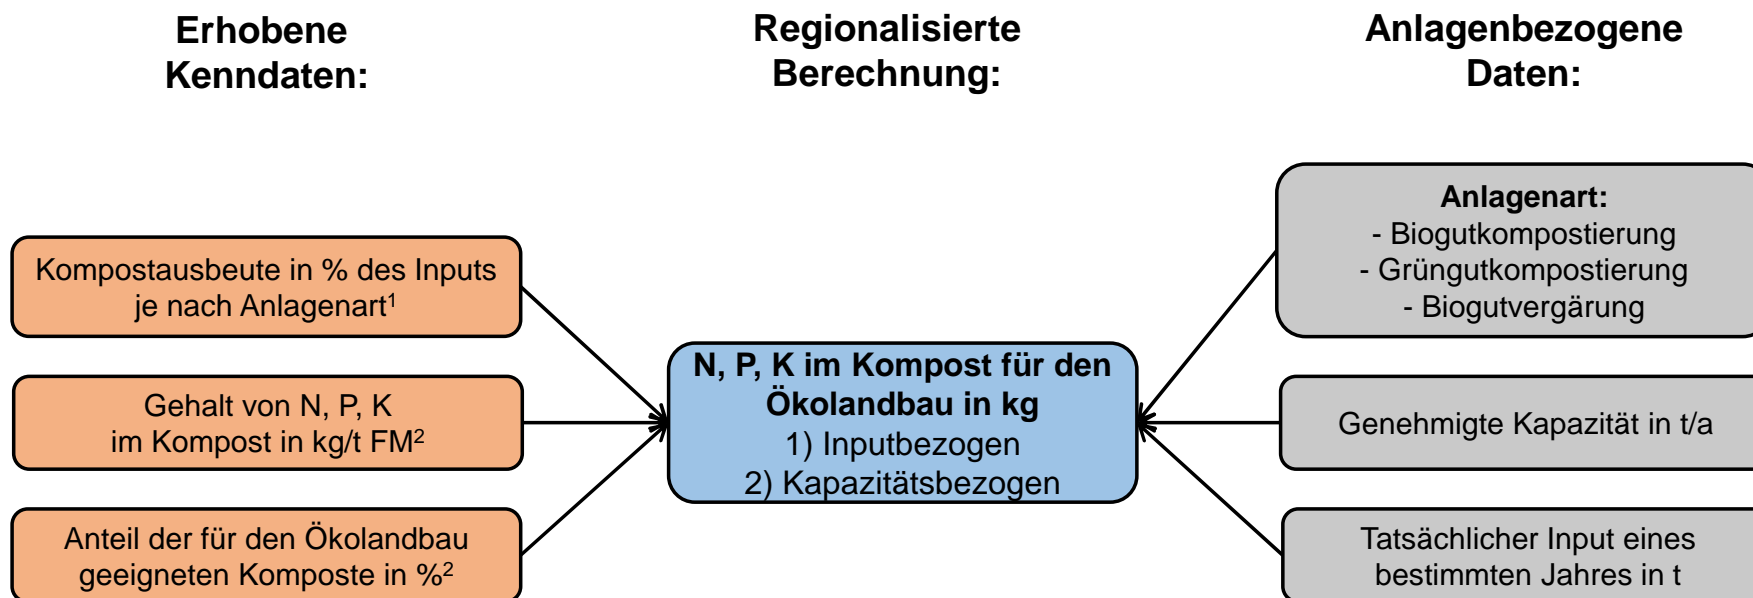 Erhobene
Kenndaten:
Regionalisierte
Berechnung:
Anlagenbezogene
Daten:
Kompostausbeute in % des Inputs
je nach Anlagenart¹
Gehalt von N, P, K
im Kompost in kg/t FM²
Anteil der für den Ökolandbau
geeigneten Komposte in %²
N, P, K im Kompost für den
Ökolandbau in kg
1) Inputbezogen
2) Kapazitätsbezogen
Anlagenart:
- Biogutkompostierung
- Grüngutkompostierung
- Biogutvergärung
Genehmigte Kapazität in t/a
Tatsächlicher Input eines
bestimmten Jahres in t